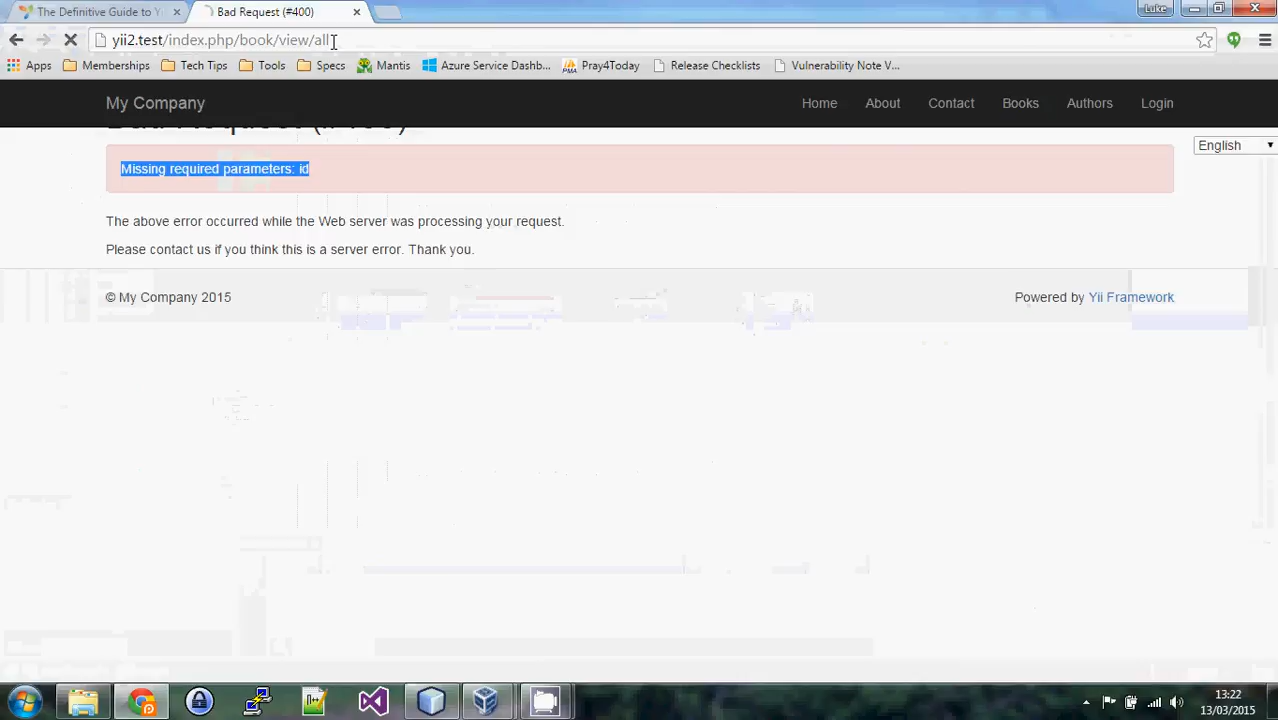 The Definitive Guide to Yi
Bad Request (#400)
Luke
yii2.test/index.php/book/view/all
Apps
Memberships
Tech Tips
Tools
Specs
Mantis
Azure Service Dashb...
Pray4Today
Release Checklists
Vulnerability Note V...
My Company
Home
About
Contact
Books
Authors
Login
Bad Request (#400)
English
Missing required parameters: id
The above error occurred while the Web server was processing your request.
Please contact us if you think this is a server error. Thank you.
© My Company 2015
Powered by Yii Framework
13:22
13/03/2015